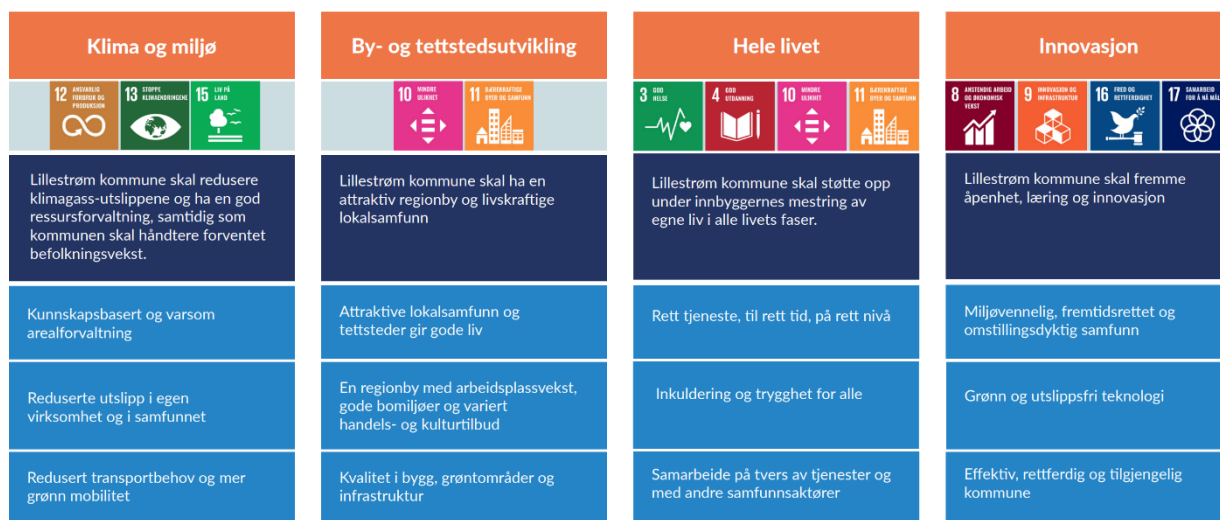 Klima og miljø
12 ANSVARLIG
FORBRUK OG
PRODUKSJON
13 STOPPE
KLIMAENDRINGENE
15 LIV PÅ
LAND
Lillestrøm kommune skal redusere
klimagass-utslippene og ha en god
ressursforvaltning, samtidig som
kommunen skal håndtere forventet
befolkningsvekst.
Kunnskapsbasert og varsom
arealforvaltning
Reduserte utslipp i egen
virksomhet og i samfunnet
Redusert transportbehov og mer
grønn mobilitet
By- og tettstedsutvikling
10 MINDRE
ULIKHET
11 BÆREKRAFTIGE
BYER OG SAMFUNN
Lillestrøm kommune skal ha en
attraktiv regionby og livskraftige
lokalsamfunn
Attraktive lokalsamfunn og
tettsteder gir gode liv
En regionby med arbeidsplassvekst,
gode bomiljøer og variert
handels- og kulturtilbud
Kvalitet i bygg, grøntområder og
infrastruktur
Hele livet
3 GOD
HELSE
4 GOD
UTDANNING
10 MINDRE
ULIKHET
11 BÆREKRAFTIGE
BYER OG SAMFUNN
Lillestrøm kommune skal støtte opp
under innbyggernes mestring av
egne liv i alle livets faser.
Rett tjeneste, til rett tid, på rett nivå
Inkuldering og trygghet for alle
Samarbeide på tvers av tjenester og
med andre samfunnsaktører
Innovasjon
8 ANSTENDIG ARBEID
OG ØKONOMISK
VEKST
9 INNOVASJON OG
INFRASTRUKTUR
16 FRED OG
RETTFERDIGHET
17 SAMARBEID
FOR Å NÅ MÅL
Lillestrøm kommune skal fremme
åpenhet, læring og innovasjon
Miljøvennelig, fremtidsrettet og
omstillingsdyktig samfunn
Grønn og utslippsfri teknologi
Effektiv, rettferdig og tilgjengelig
kommune